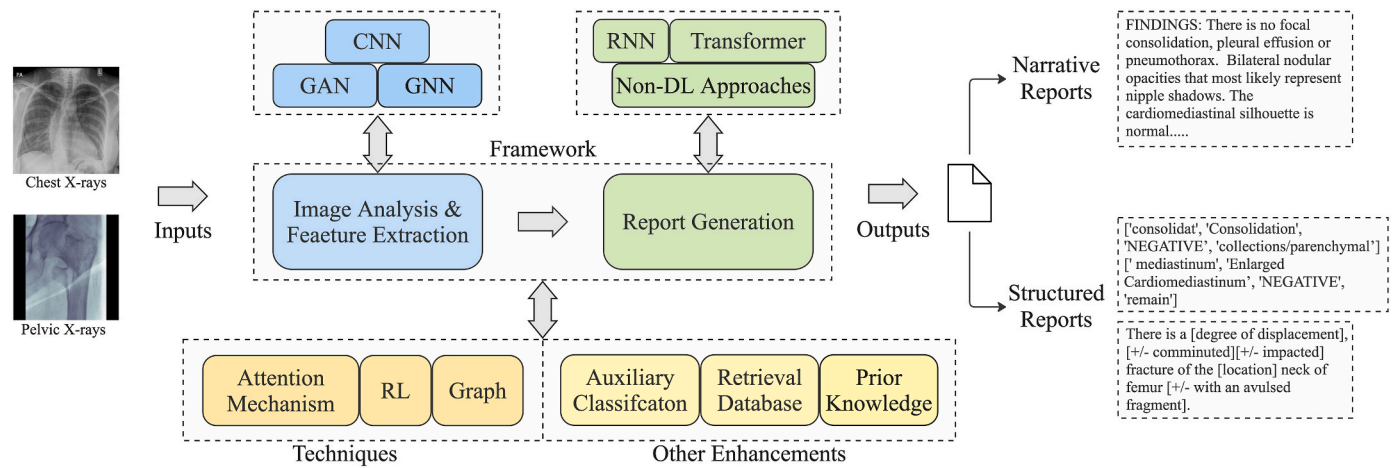 CNN
GAN
GNN
RNN
Transformer
Non-DL Approaches
PA
Chest X-rays
Pelvic X-rays
Inputs
Framework
Image Analysis &
Feaeture Extraction
Report Generation
Outputs
Attention
Mechanism
RL
Graph
Techniques
Auxiliary
Classifcaton
Retrieval
Database
Prior
Knowledge
Other Enhancements
Narrative
Reports
FINDINGS: There is no focal
consolidation, pleural effusion or
pneumothorax. Bilateral nodular
opacities that most likely represent
nipple shadows. The
cardiomediastinal silhouette is
normal.....
Structured
Reports
['consolidat', 'Consolidation',
'NEGATIVE’, 'collections/parenchymal’]
[' mediastinum', 'Enlarged
Cardiomediastinum’, 'NEGATIVE',
'remain']
There is a [degree of displacement],
[+/- comminuted][+/- impacted]
fracture of the [location] neck of
femur [+/- with an avulsed
fragment].